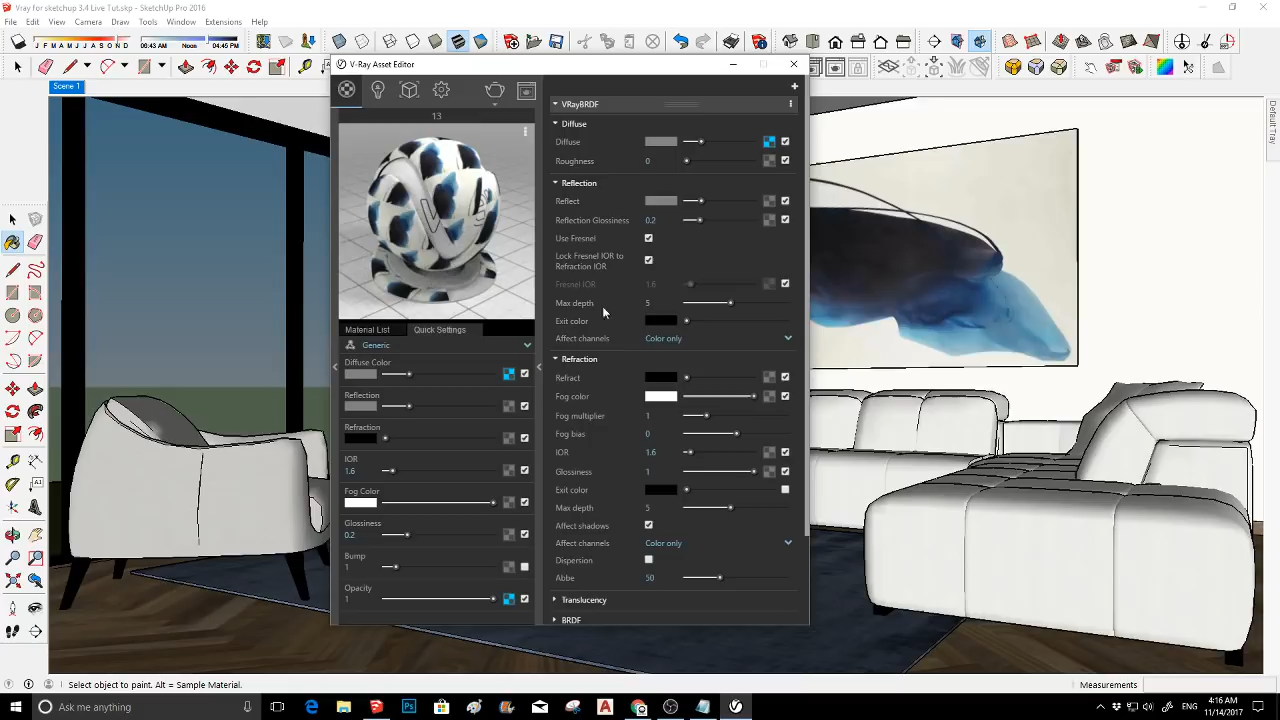 Vray for sketchup 3.4 Live Tut.skp - SketchUp Pro 2016
File Edit View Camera Draw Tools Window Extensions Help
J F M A M J J A S O N D
06:43 AM Noon 04:45 PM
Scene 1
Default Tray
V-Ray Asset Editor
13
VRayBRDF
Diffuse
Diffuse
Roughness 0
Reflection
Reflect
Reflection Glossiness 0.2
Use Fresnel
Lock Fresnel IOR to
Refraction IOR
Fresnel IOR 1.6
Max depth 5
Exit color
Affect channels Color only
Refraction
Refract
Fog color
Fog multiplier 1
Fog bias 0
IOR 1.6
Glossiness 1
Exit color
Max depth 5
Affect shadows
Affect channels Color only
Dispersion
Abbe 50
Translucency
BRDF
Material List Quick Settings
Generic
Diffuse Color
Reflection
Refraction
IOR
1.6
Fog Color
Glossiness
0.2
Bump
1
Opacity
1
Select object to paint. Alt = Sample Material.
Measurements
Ask me anything
ENG
4:16 AM
11/14/2017